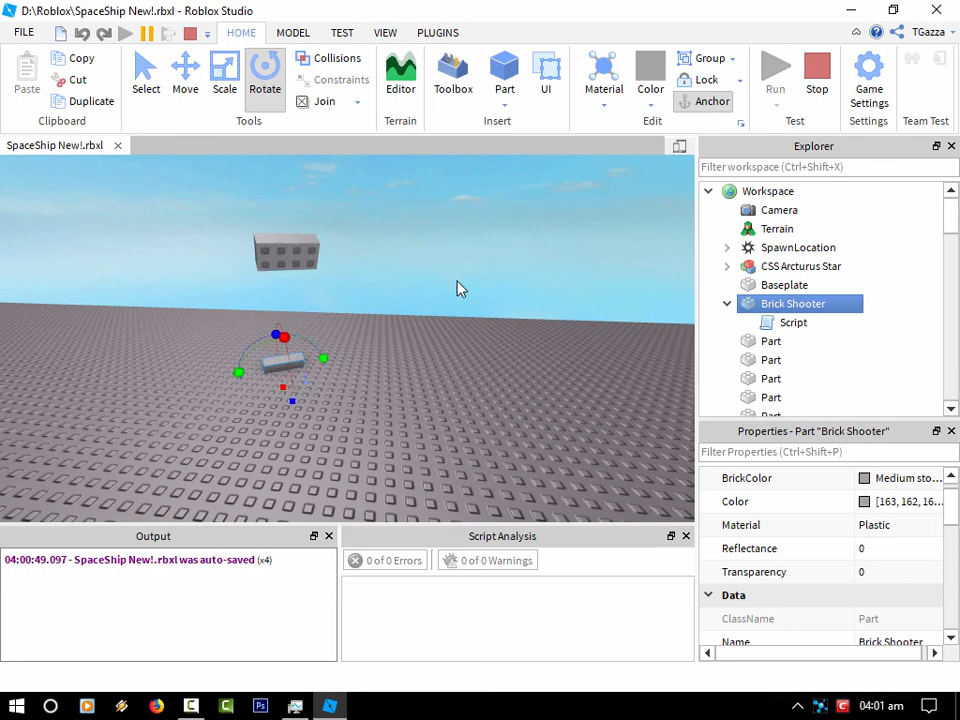 D:\Roblox\SpaceShip New!.rbxl - Roblox Studio
FILE HOME MODEL TEST VIEW PLUGINS TGazza
Paste Copy Cut Duplicate Clipboard
Select Move Scale Rotate Collisions Constraints Join Tools
Editor Terrain
Toolbox Part UI Insert
Material Color Group Lock Anchor Edit
Run Stop Test
Game Settings Settings
Team Test
SpaceShip New!.rbxl
Explorer
Filter workspace (Ctrl+Shift+X)
Workspace
Camera
Terrain
SpawnLocation
CSS Arcturus Star
Baseplate
Brick Shooter
Script
Part
Part
Part
Part
Part
Properties - Part "Brick Shooter"
Filter Properties (Ctrl+Shift+P)
BrickColor Medium sto...
Color [163, 162, 16...
Material Plastic
Reflectance 0
Transparency 0
Data
ClassName Part
Name Brick Shooter
Output
04:00:49.097 - SpaceShip New!.rbxl was auto-saved (x4)
Script Analysis
0 of 0 Errors 0 of 0 Warnings
04:01 am